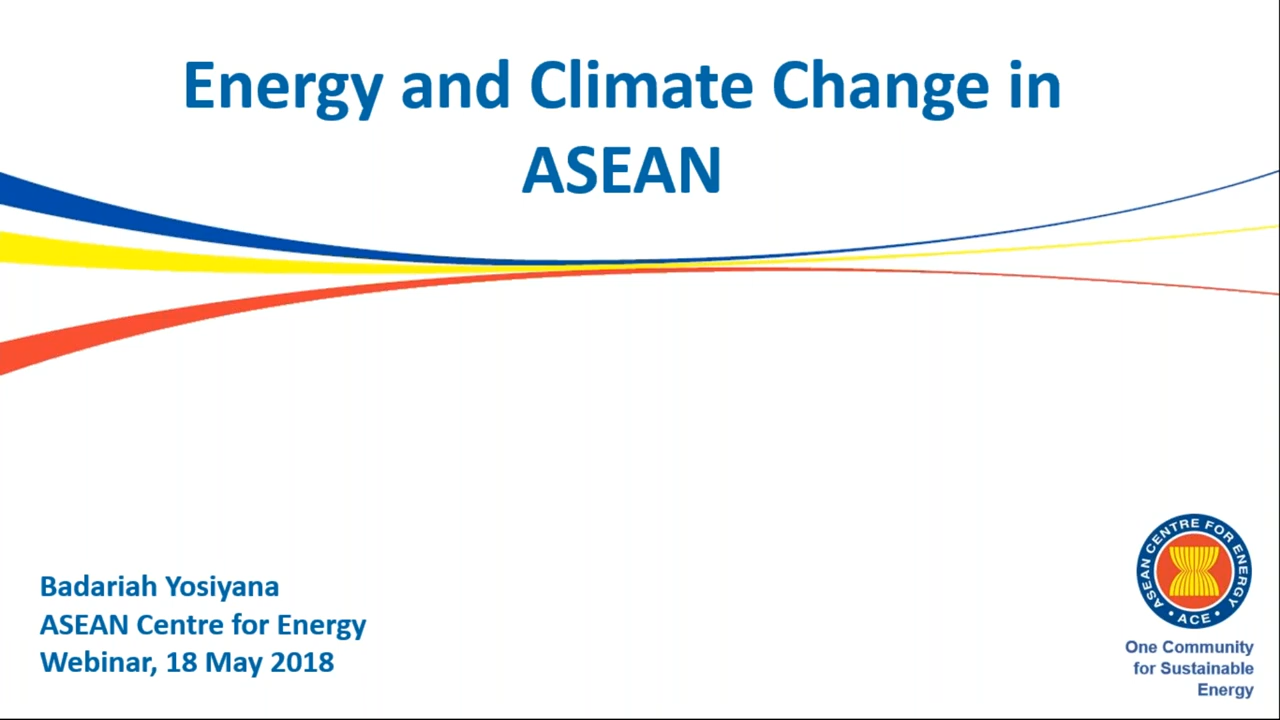 Energy and Climate Change in
ASEAN
Badariah Yosiyana
ASEAN Centre for Energy
Webinar, 18 May 2018
ASEAN CENTRE FOR ENERGY
• ACE •
One Community
for Sustainable
Energy